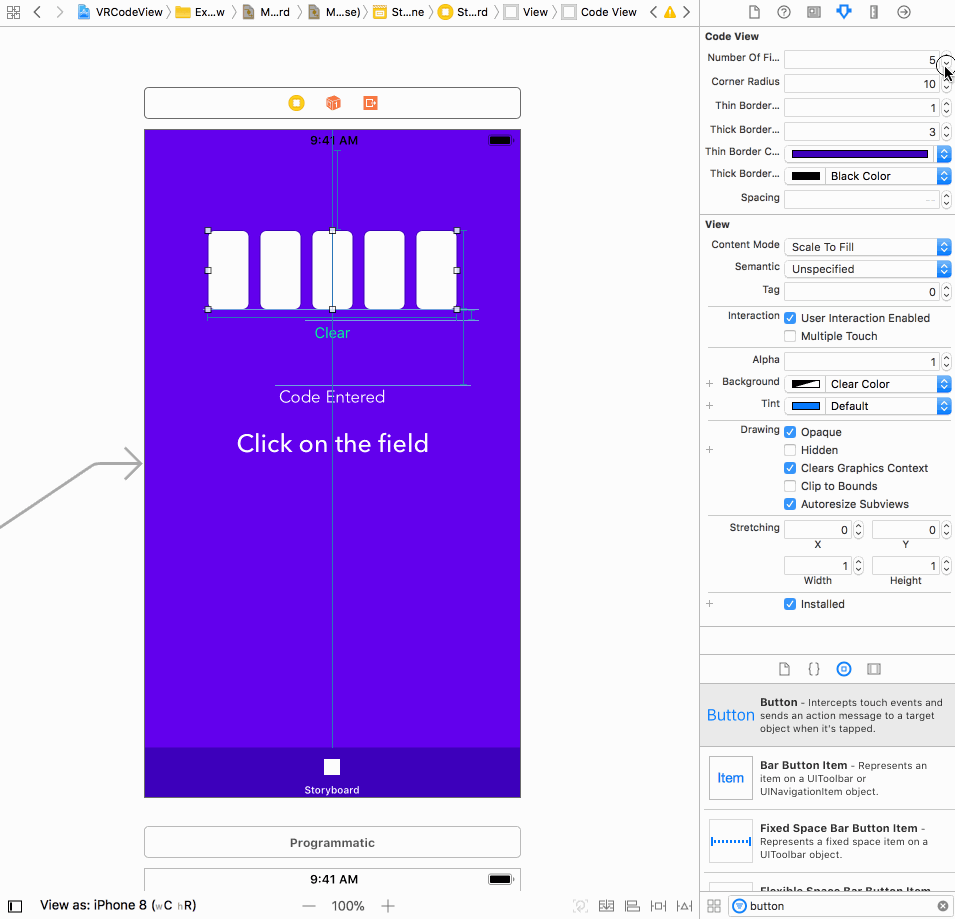 VRCodeView
Ex...w
M...rd
M...se)
St...ne
St...rd
View
Code View
9:41 AM
Clear
Code Entered
Click on the field
Storyboard
Programmatic
9:41 AM
View as: iPhone 8 (wC hR)
100%
Code View
Number Of Fi... 5
Corner Radius 10
Thin Border... 1
Thick Border... 3
Thin Border C...
Thick Border... Black Color
Spacing --
View
Content Mode Scale To Fill
Semantic Unspecified
Tag 0
Interaction User Interaction Enabled
Multiple Touch
Alpha 1
Background Clear Color
Tint Default
Drawing Opaque
Hidden
Clears Graphics Context
Clip to Bounds
Autoresize Subviews
Stretching 0 0
X Y
1 1
Width Height
Installed
Button Button - Intercepts touch events and
sends an action message to a target
object when it's tapped.
Item Bar Button Item - Represents an
item on a UIToolbar or
UINavigationItem object.
Fixed Space Bar Button Item -
Represents a fixed space item on a
UIToolbar object.
Flexible Space Bar Button Item
button